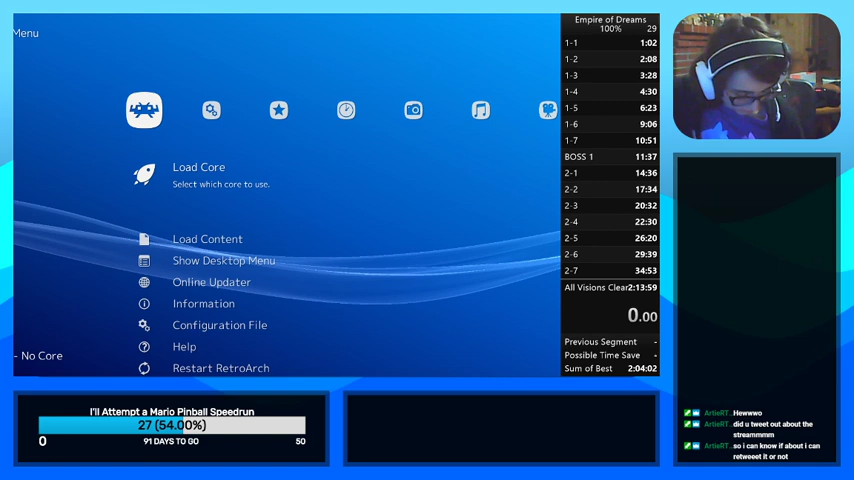 Menu
Load Core
Select which core to use.
Load Content
Show Desktop Menu
Online Updater
Information
Configuration File
Help
Restart RetroArch
- No Core
Empire of Dreams
100% 29
1-1 1:02
1-2 2:08
1-3 3:28
1-4 4:30
1-5 6:23
1-6 9:06
1-7 10:51
BOSS 1 11:37
2-1 14:36
2-2 17:34
2-3 20:32
2-4 22:30
2-5 26:20
2-6 29:39
2-7 34:53
All Visions Clear 2:13:59
0.00
Previous Segment -
Possible Time Save -
Sum of Best 2:04:02
I'll Attempt a Mario Pinball Speedrun
27 (54.00%)
0 91 DAYS TO GO 50
ArtieRT... Hewwwo
ArtieRT... did u tweet out about the
streammmm
ArtieRT... so i can know if about i can
retweeet it or not